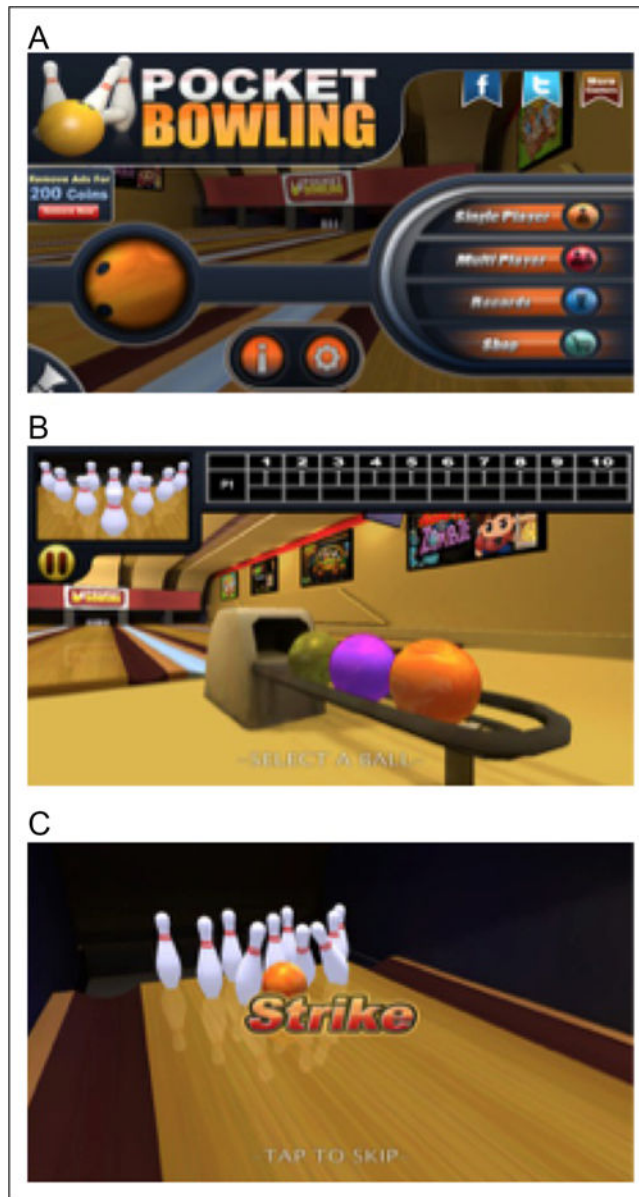 A
POCKET
BOWLING
f
t
More
Games
Remove Ads For
200 Coins
Single Player
Multi Player
Records
Shop
i
B
1 2 3 4 5 6 7 8 9 10
P1
-SELECT A BALL-
C
Strike
-TAP TO SKIP-